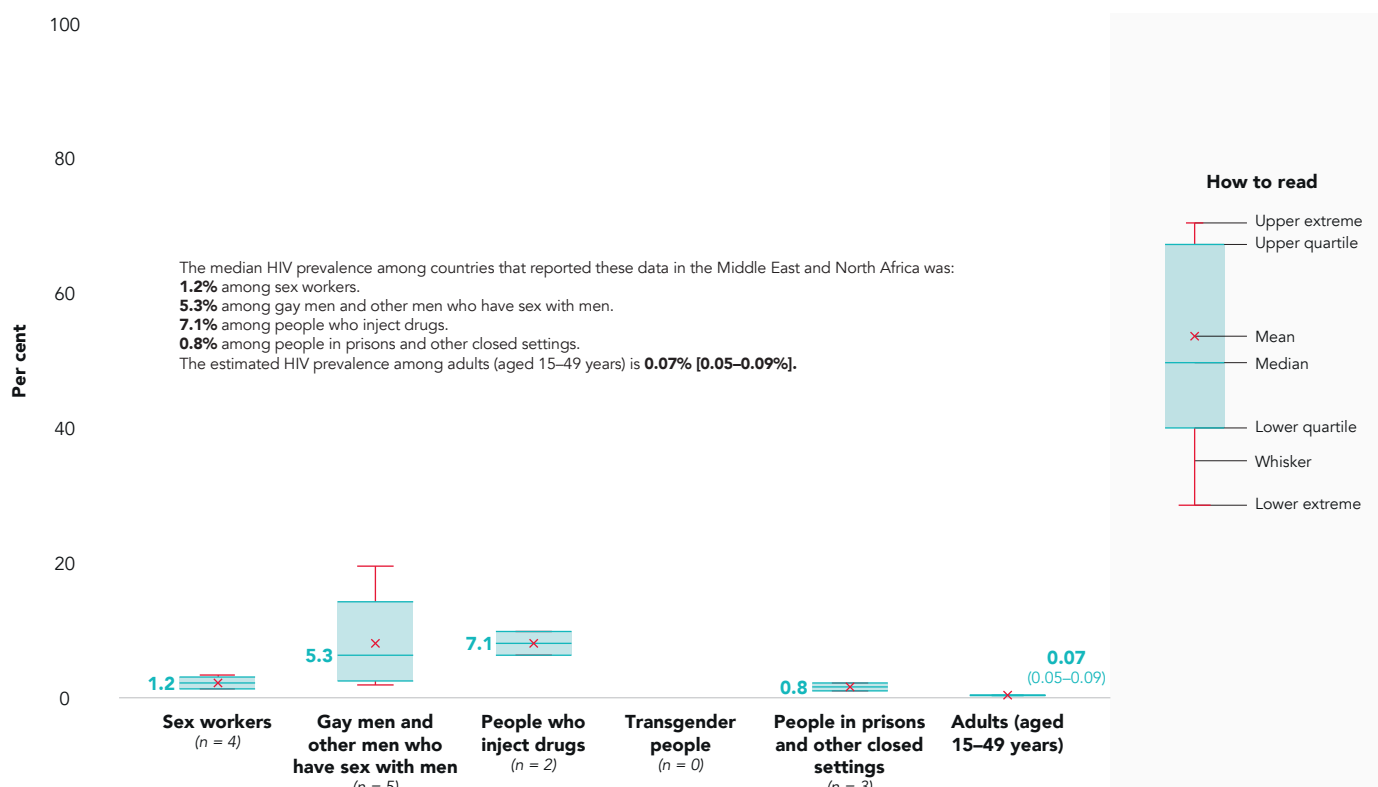 100
80
60
40
20
0
Per cent
The median HIV prevalence among countries that reported these data in the Middle East and North Africa was:
1.2% among sex workers.
5.3% among gay men and other men who have sex with men.
7.1% among people who inject drugs.
0.8% among people in prisons and other closed settings.
The estimated HIV prevalence among adults (aged 15–49 years) is 0.07% [0.05–0.09%].
1.2
5.3
7.1
0.8
0.07
(0.05–0.09)
Sex workers
(n = 4)
Gay men and
other men who
have sex with men
(n = 5)
People who
inject drugs
(n = 2)
Transgender
people
(n = 0)
People in prisons
and other closed
settings
(n = 3)
Adults (aged
15–49 years)
How to read
Upper extreme
Upper quartile
Mean
Median
Lower quartile
Whisker
Lower extreme